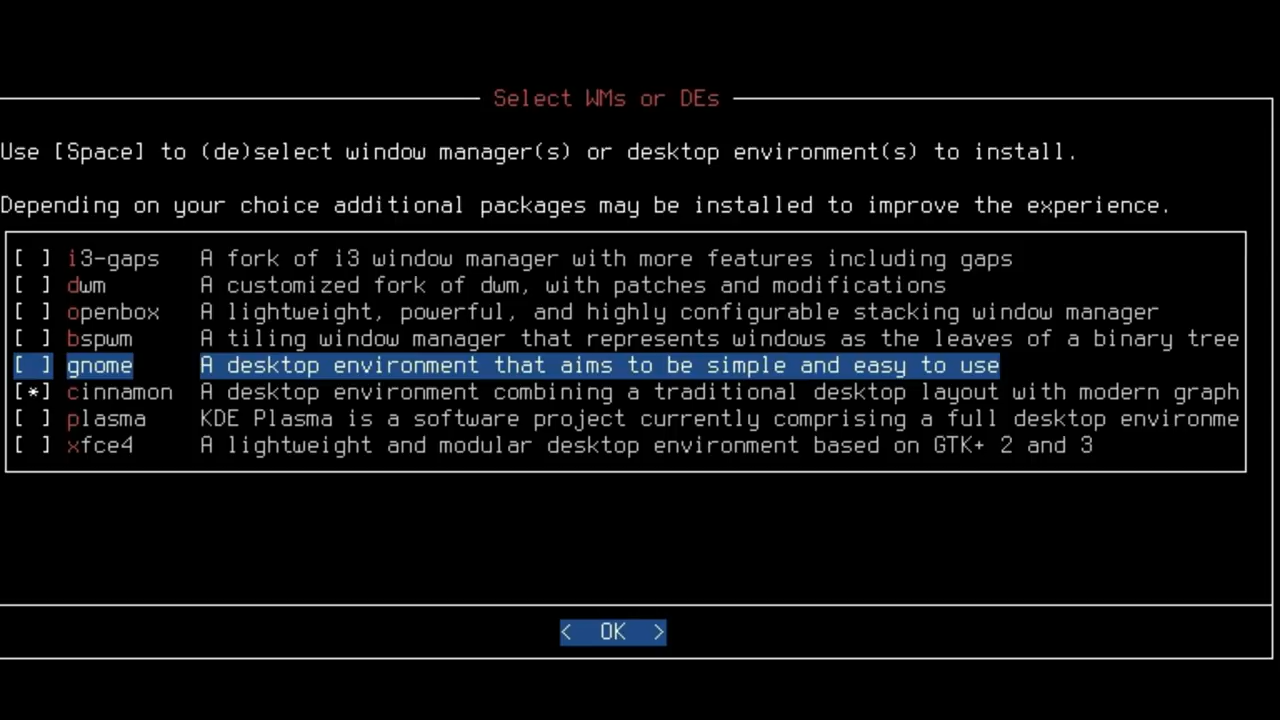 Select WMs or DEs
Use [Space] to (de)select window manager(s) or desktop environment(s) to install.
Depending on your choice additional packages may be installed to improve the experience.
[ ] i3-gaps A fork of i3 window manager with more features including gaps
[ ] dwm A customized fork of dwm, with patches and modifications
[ ] openbox A lightweight, powerful, and highly configurable stacking window manager
[ ] bspwm A tiling window manager that represents windows as the leaves of a binary tree
[ ] gnome A desktop environment that aims to be simple and easy to use
[*] cinnamon A desktop environment combining a traditional desktop layout with modern graph
[ ] plasma KDE Plasma is a software project currently comprising a full desktop environme
[ ] xfce4 A lightweight and modular desktop environment based on GTK+ 2 and 3
< OK >